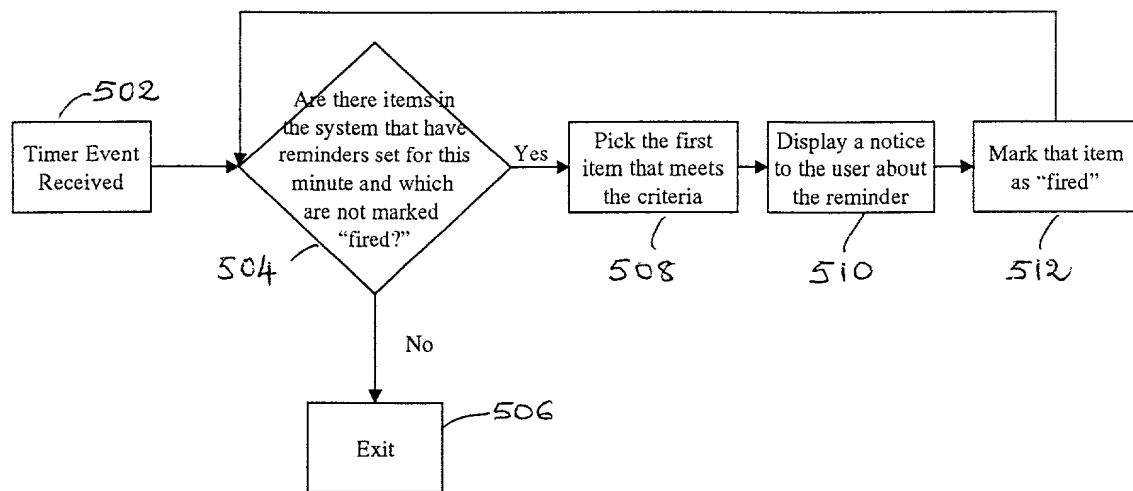 502
Timer Event
Received
Are there items in
the system that have
reminders set for this
minute and which
are not marked
“fired?”
504
Yes
Pick the first
item that meets
the criteria
508
Display a notice
to the user about
the reminder
510
Mark that item
as “fired”
512
No
Exit
506